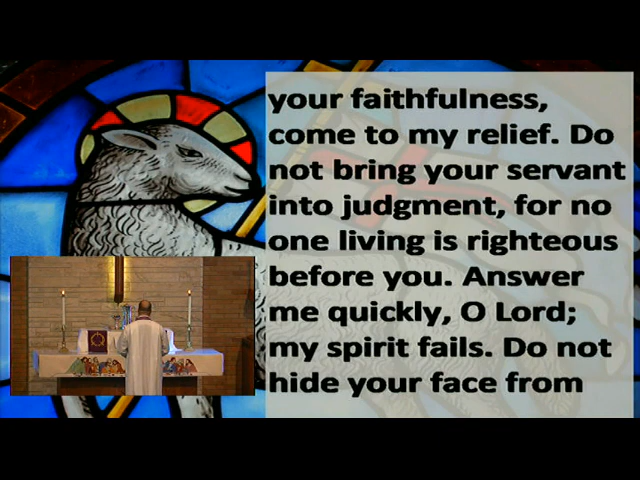 your faithfulness,
come to my relief. Do
not bring your servant
into judgment, for no
one living is righteous
before you. Answer
me quickly, O Lord;
my spirit fails. Do not
hide your face from